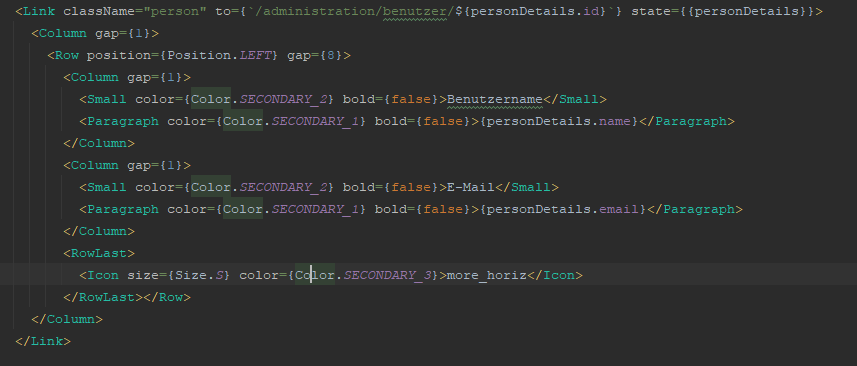 <Link className="person" to={`/administration/benutzer/${personDetails.id}`} state={{personDetails}}>
<Column gap={1}>
<Row position={Position.LEFT} gap={8}>
<Column gap={1}>
<Small color={Color.SECONDARY_2} bold={false}>Benutzername</Small>
<Paragraph color={Color.SECONDARY_1} bold={false}>{personDetails.name}</Paragraph>
</Column>
<Column gap={1}>
<Small color={Color.SECONDARY_2} bold={false}>E-Mail</Small>
<Paragraph color={Color.SECONDARY_1} bold={false}>{personDetails.email}</Paragraph>
</Column>
<RowLast>
<Icon size={Size.S} color={Color.SECONDARY_3}>more_horiz</Icon>
</RowLast></Row>
</Column>
</Link>